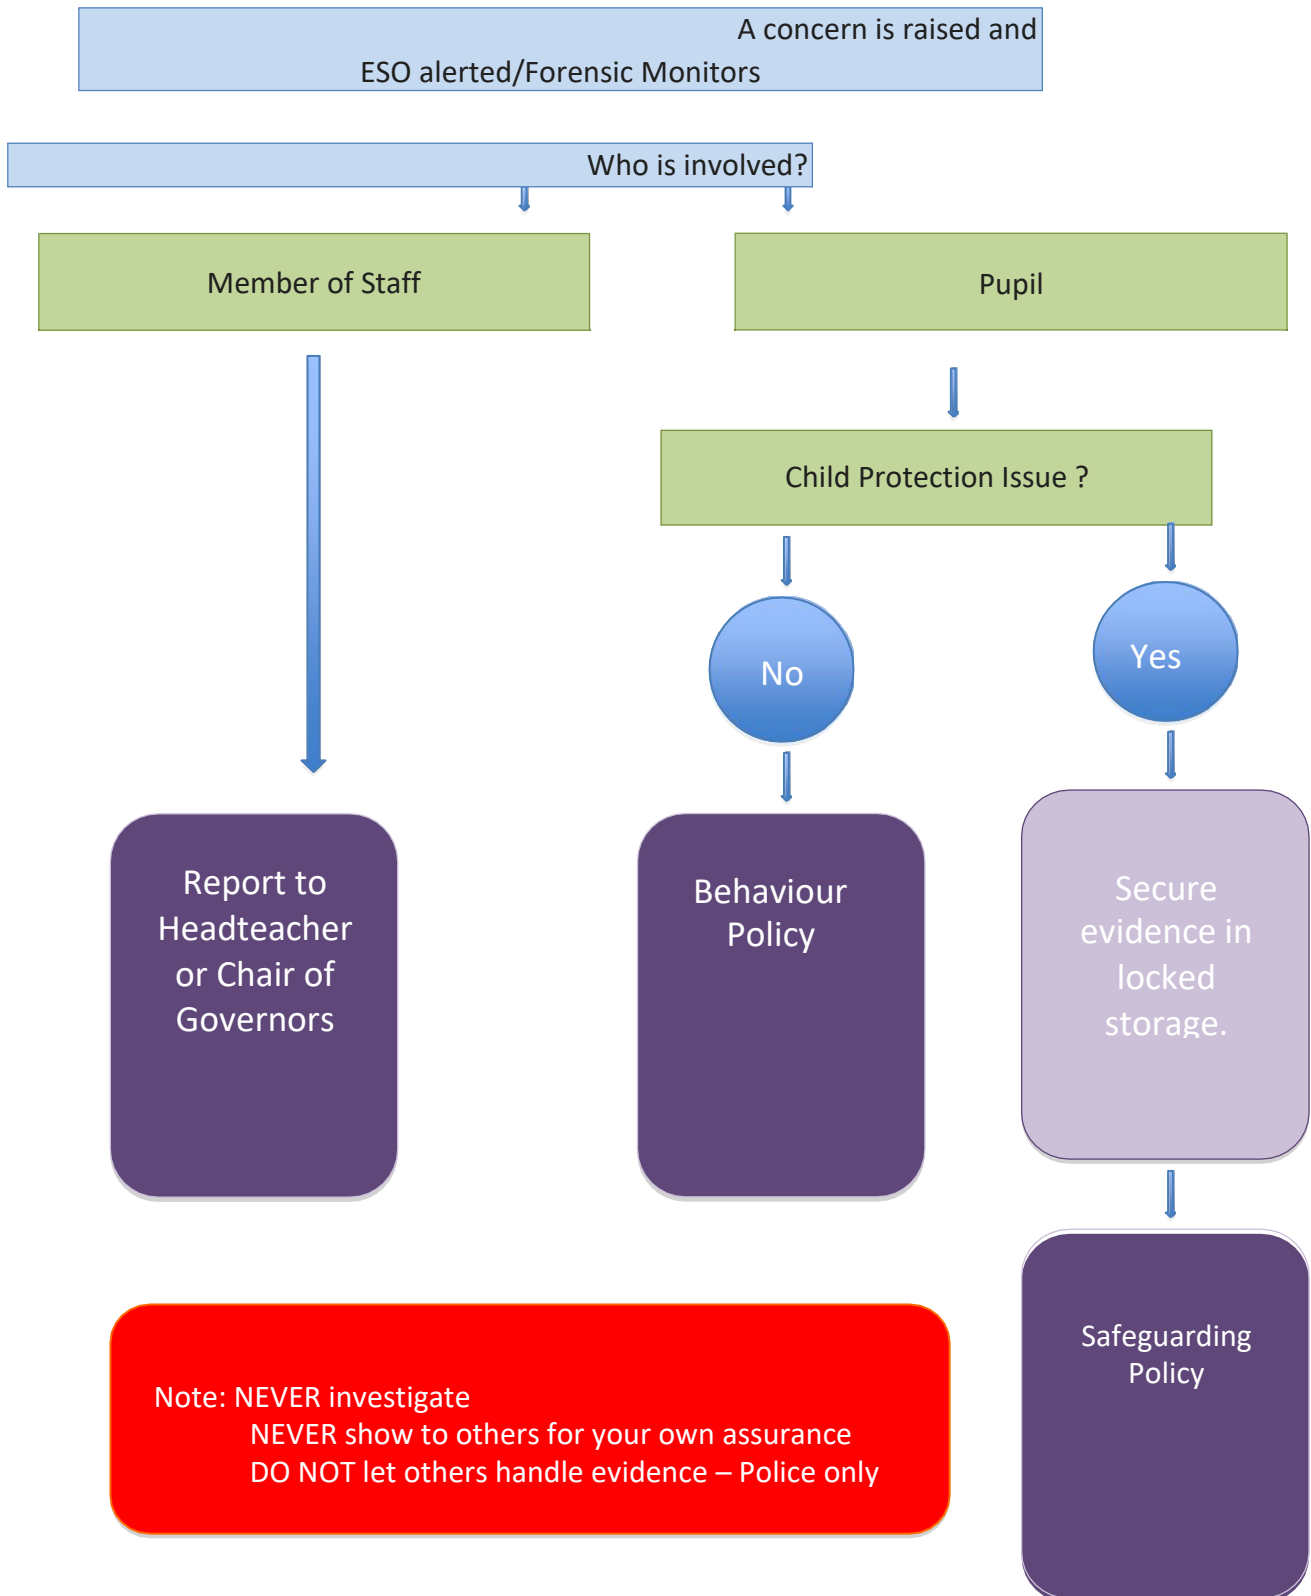 A concern is raised and
ESO alerted/Forensic Monitors
Who is involved?
Member of Staff
Pupil
Child Protection Issue ?
No
Yes
Report to
Headteacher
or Chair of
Governors
Behaviour
Policy
Secure
evidence in
locked
storage.
Safeguarding
Policy
Note: NEVER investigate
NEVER show to others for your own assurance
DO NOT let others handle evidence – Police only